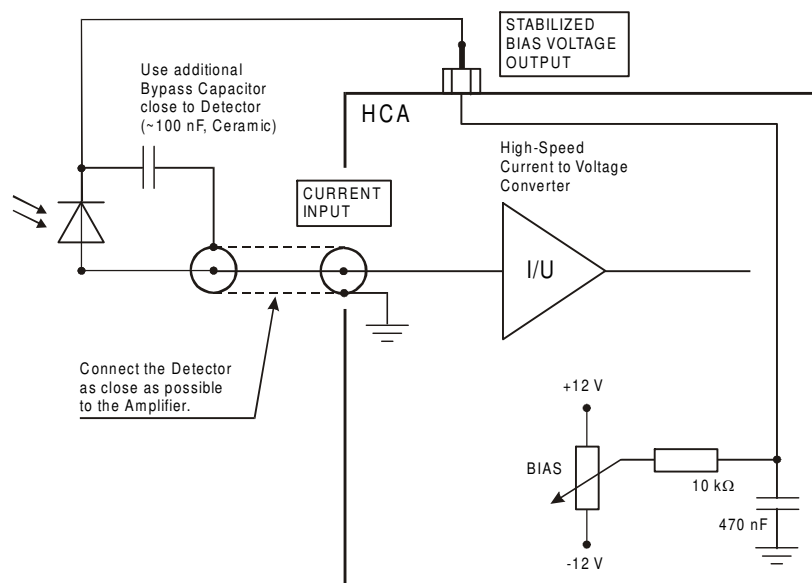 STABILIZED
BIAS VOLTAGE
OUTPUT
Use additional
Bypass Capacitor
close to Detector
(~100 nF, Ceramic)
HCA
High-Speed
Current to Voltage
Converter
CURRENT
INPUT
I/U
Connect the Detector
as close as possible
to the Amplifier.
+12 V
BIAS
10 kΩ
470 nF
-12 V